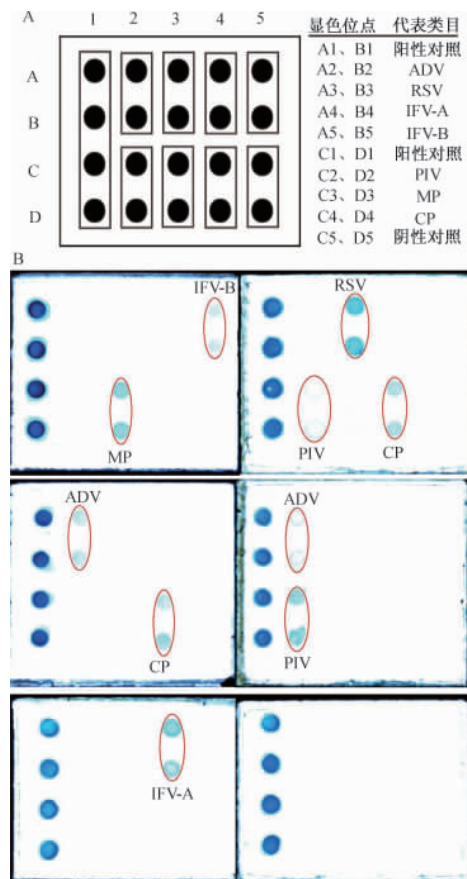 A
1 2 3 4 5
A
B
C
D
显色位点 代表类目
A1、B1 阳性对照
A2、B2 ADV
A3、B3 RSV
A4、B4 IFV-A
A5、B5 IFV-B
C1、D1 阳性对照
C2、D2 PIV
C3、D3 MP
C4、D4 CP
C5、D5 阴性对照
B
IFV-B
MP
RSV
PIV CP
ADV
CP
ADV
PIV
IFV-A